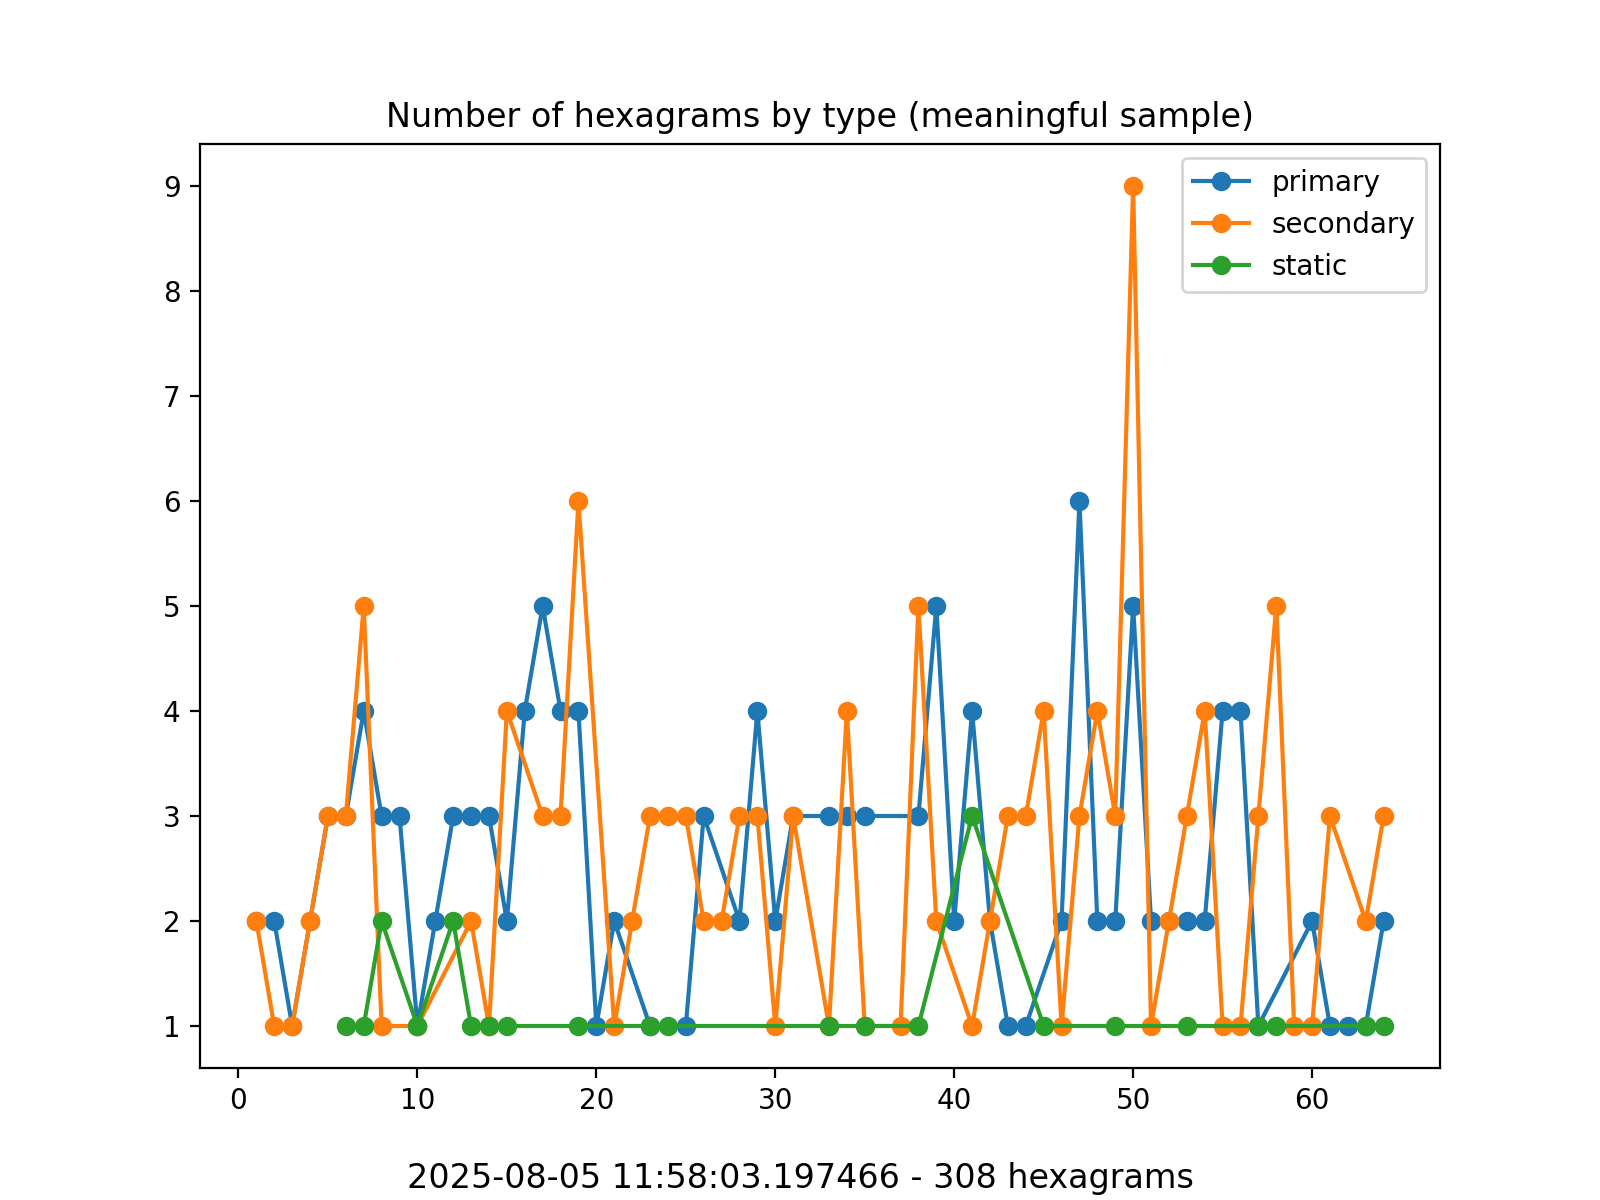 Number of hexagrams by type (meaningful sample)
primary
secondary
static
9
8
7
6
5
4
3
2
1
0 10 20 30 40 50 60
2025-08-05 11:58:03.197466 - 308 hexagrams